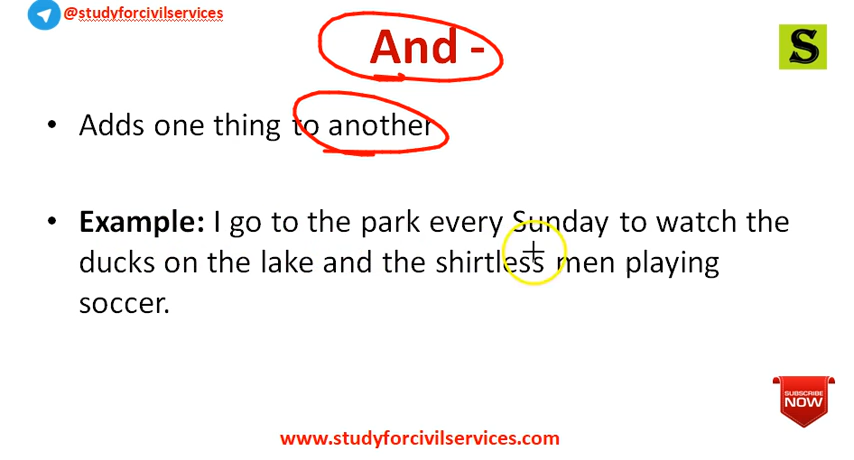 @studyforcivilservices
And -
S
• Adds one thing to another
• Example: I go to the park every Sunday to watch the
ducks on the lake and the shirtless men playing
soccer.
SUBSCRIBE
NOW
www.studyforcivilservices.com